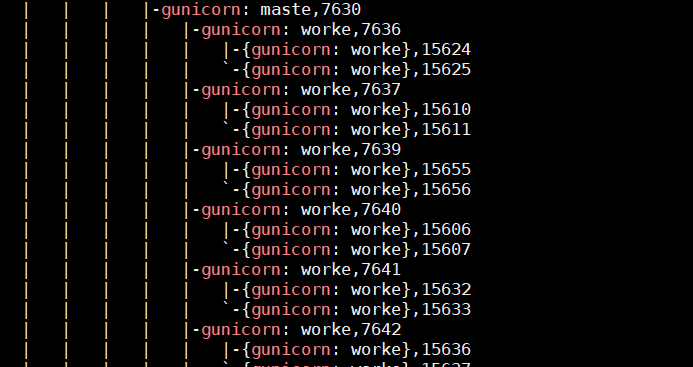 |   |   |   |-gunicorn: maste,7630
|   |   |   |   |-gunicorn: worke,7636
|   |   |   |   |   |-{gunicorn: worke},15624
|   |   |   |   |   `-{gunicorn: worke},15625
|   |   |   |   |-gunicorn: worke,7637
|   |   |   |   |   |-{gunicorn: worke},15610
|   |   |   |   |   `-{gunicorn: worke},15611
|   |   |   |   |-gunicorn: worke,7639
|   |   |   |   |   |-{gunicorn: worke},15655
|   |   |   |   |   `-{gunicorn: worke},15656
|   |   |   |   |-gunicorn: worke,7640
|   |   |   |   |   |-{gunicorn: worke},15606
|   |   |   |   |   `-{gunicorn: worke},15607
|   |   |   |   |-gunicorn: worke,7641
|   |   |   |   |   |-{gunicorn: worke},15632
|   |   |   |   |   `-{gunicorn: worke},15633
|   |   |   |   |-gunicorn: worke,7642
|   |   |   |   |   |-{gunicorn: worke},15636